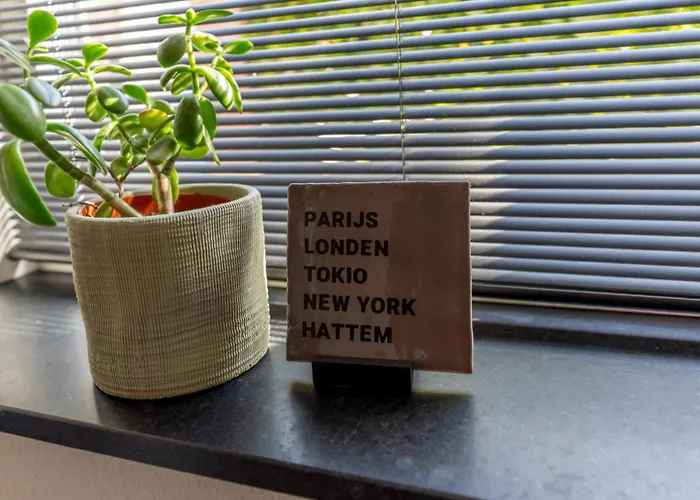 PARIJS
LONDEN
TOKIO
NEW YORK
HATTEM